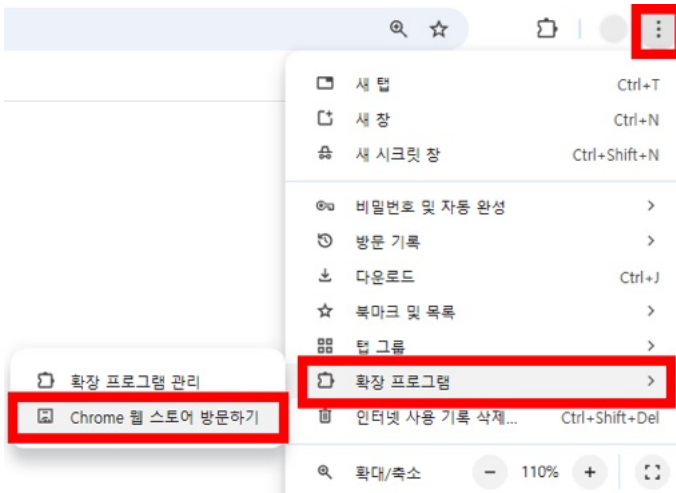 새 탭 Ctrl+T
새 창 Ctrl+N
새 시크릿 창 Ctrl+Shift+N
비밀번호 및 자동 완성
방문 기록
다운로드 Ctrl+J
북마크 및 목록
탭 그룹
확장 프로그램
인터넷 사용 기록 삭제... Ctrl+Shift+Del
확대/축소 − 110% +
확장 프로그램 관리
Chrome 웹 스토어 방문하기